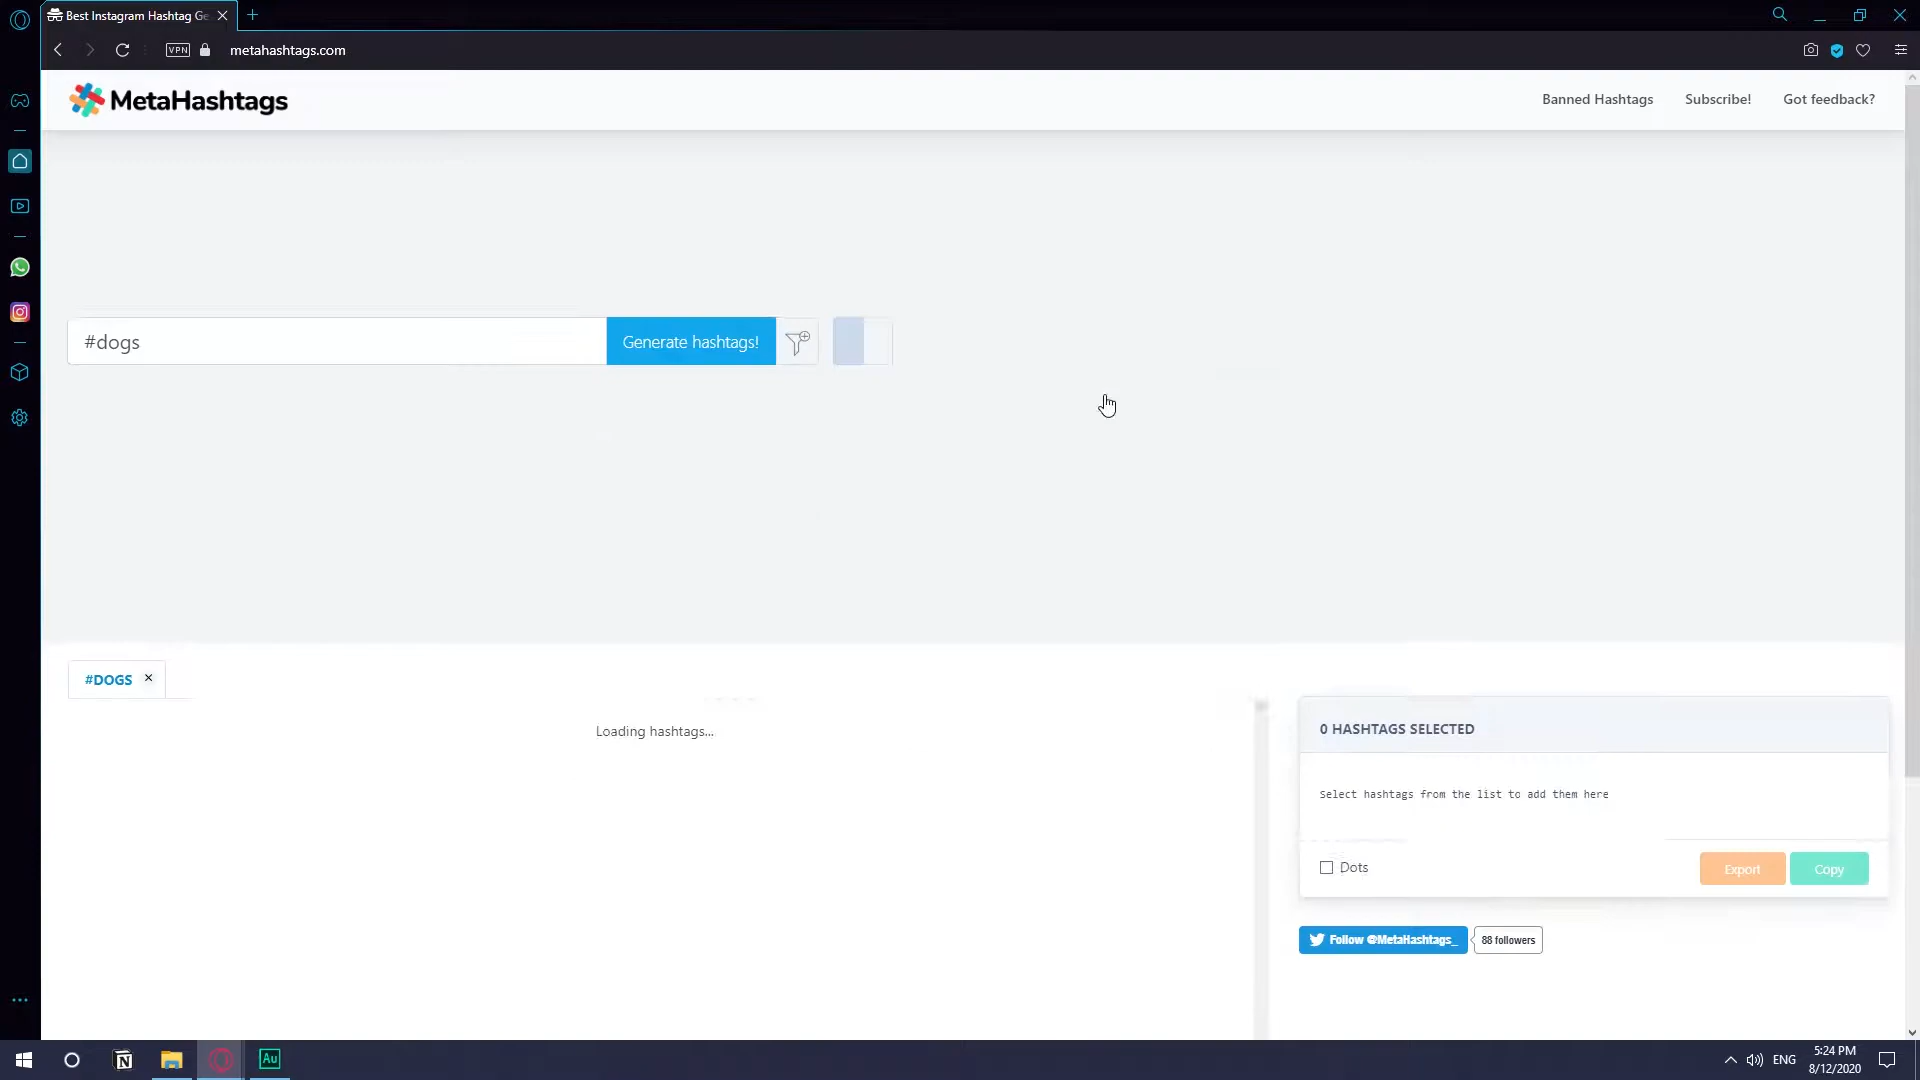 Best Instagram Hashtag Ge
VPN
metahashtags.com
MetaHashtags
Banned Hashtags
Subscribe!
Got feedback?
#dogs
Generate hashtags!
#DOGS
Loading hashtags...
0 HASHTAGS SELECTED
Select hashtags from the list to add them here
Dots
Export
Copy
Follow @MetaHashtags_
88 followers
N
Au
ENG
5:24 PM
8/12/2020